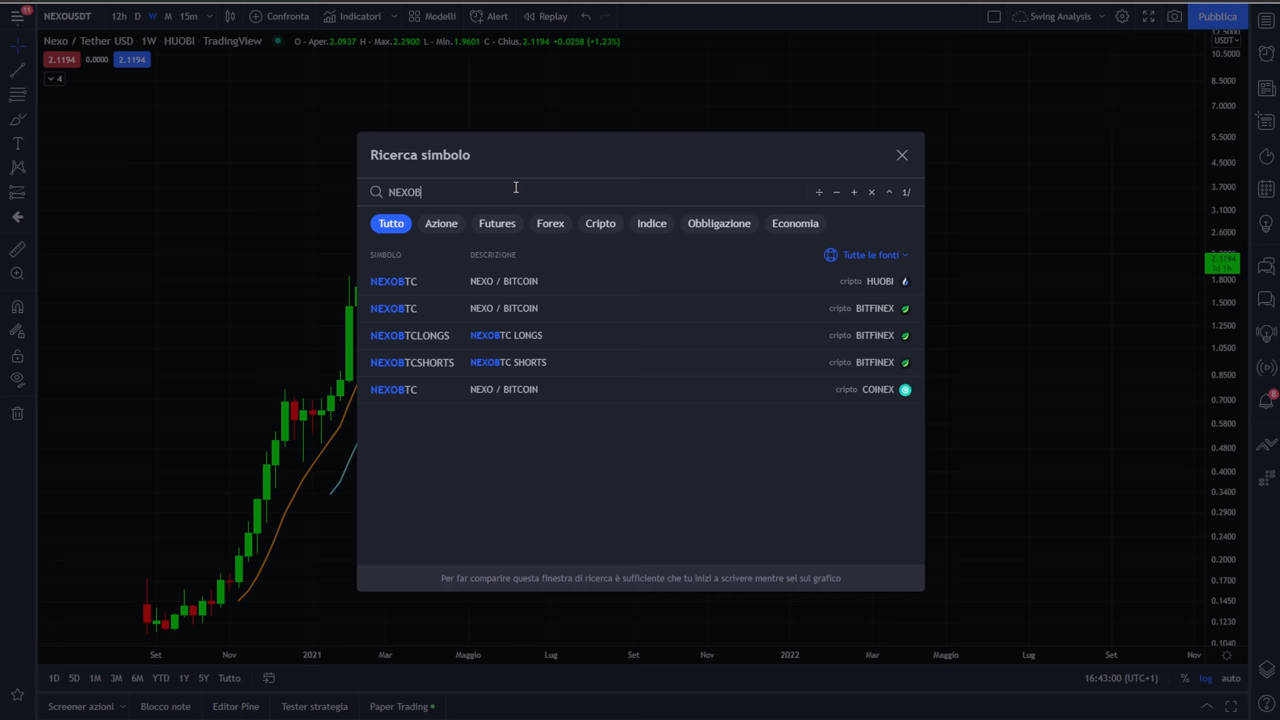 11
NEXOUSDT 12h D W M 15m Confronta Indicatori Modelli Alert Replay Swing Analysis Pubblica
Nexo / Tether USD · 1W · HUOBI · TradingView O - Aper.2.0937 H - Max.2.2900 L - Min.1.9601 C - Chius.2.1194 +0.0258 (+1.23%)
USDT
2.1194 0.0000 2.1194
4
Ricerca simbolo
NEXOB ÷ − + × ^ 1/
Tutto Azione Futures Forex Cripto Indice Obbligazione Economia
SIMBOLO DESCRIZIONE Tutte le fonti
NEXOBTC NEXO / BITCOIN cripto HUOBI
NEXOBTC NEXO / BITCOIN cripto BITFINEX
NEXOBTCLONGS NEXOBTC LONGS cripto BITFINEX
NEXOBTCSHORTS NEXOBTC SHORTS cripto BITFINEX
NEXOBTC NEXO / BITCOIN cripto COINEX
Per far comparire questa finestra di ricerca è sufficiente che tu inizi a scrivere mentre sei sul grafico
10.5000
8.5000
7.0000
5.5000
4.5000
3.7000
3.1000
2.6000
2.1194
1.8000
1.5000
1.2500
1.0500
0.8500
0.7000
0.5800
0.4800
0.4000
0.3400
0.2900
0.2400
0.2000
0.1700
0.1450
0.1230
0.1040
8
Set Nov 2021 Mar Maggio Lug Set Nov 2022 Mar Maggio Lug Set Nov
1D 5D 1M 3M 6M YTD 1Y 5Y Tutto 16:43:00 (UTC+1) % log auto
Screener azioni Blocco note Editor Pine Tester strategia Paper Trading